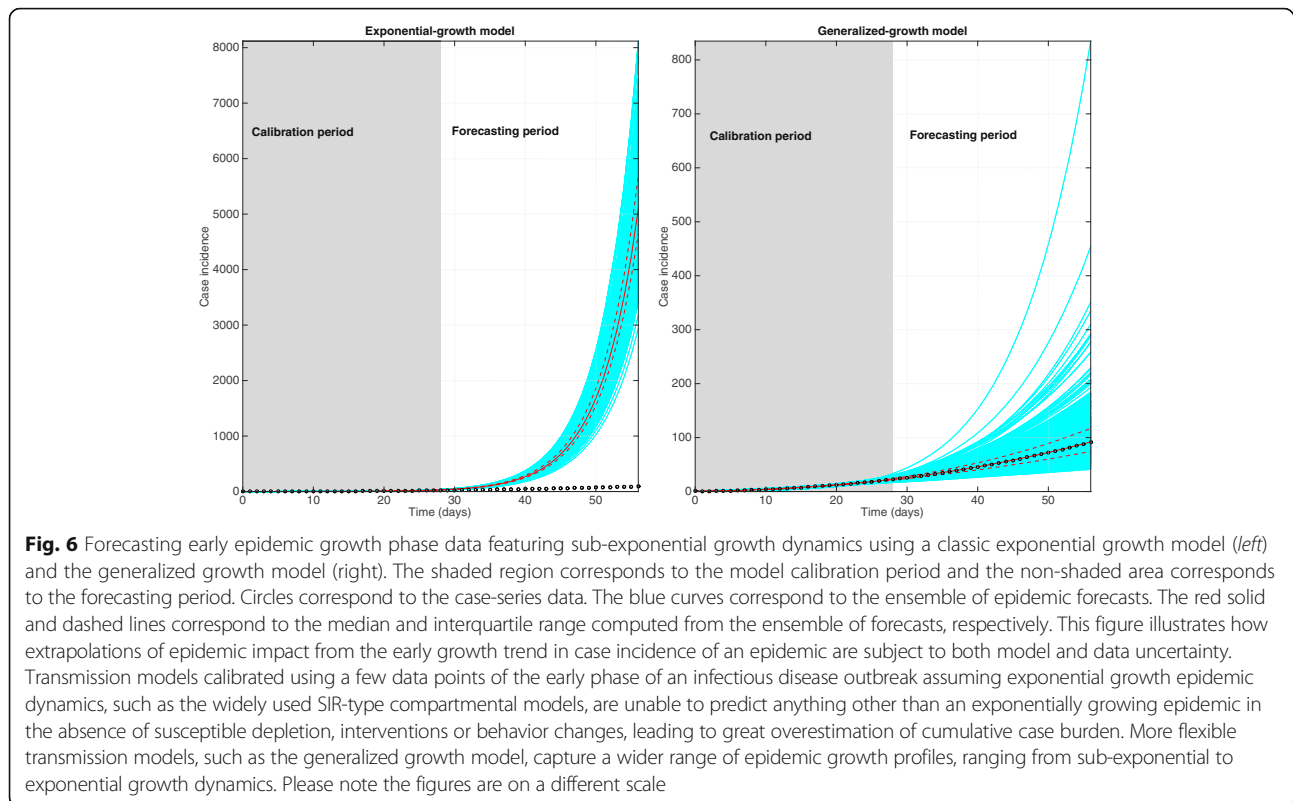 Exponential-growth model
8000
7000
6000
5000
4000
3000
2000
1000
0
Case incidence
Calibration period
Forecasting period
0 10 20 30 40 50
Time (days)
Generalized-growth model
800
700
600
500
400
300
200
100
0
Case incidence
Calibration period
Forecasting period
0 10 20 30 40 50
Time (days)
Fig. 6 Forecasting early epidemic growth phase data featuring sub-exponential growth dynamics using a classic exponential growth model (left)
and the generalized growth model (right). The shaded region corresponds to the model calibration period and the non-shaded area corresponds
to the forecasting period. Circles correspond to the case-series data. The blue curves correspond to the ensemble of epidemic forecasts. The red solid
and dashed lines correspond to the median and interquartile range computed from the ensemble of forecasts, respectively. This figure illustrates how
extrapolations of epidemic impact from the early growth trend in case incidence of an epidemic are subject to both model and data uncertainty.
Transmission models calibrated using a few data points of the early phase of an infectious disease outbreak assuming exponential growth epidemic
dynamics, such as the widely used SIR-type compartmental models, are unable to predict anything other than an exponentially growing epidemic in
the absence of susceptible depletion, interventions or behavior changes, leading to great overestimation of cumulative case burden. More flexible
transmission models, such as the generalized growth model, capture a wider range of epidemic growth profiles, ranging from sub-exponential to
exponential growth dynamics. Please note the figures are on a different scale